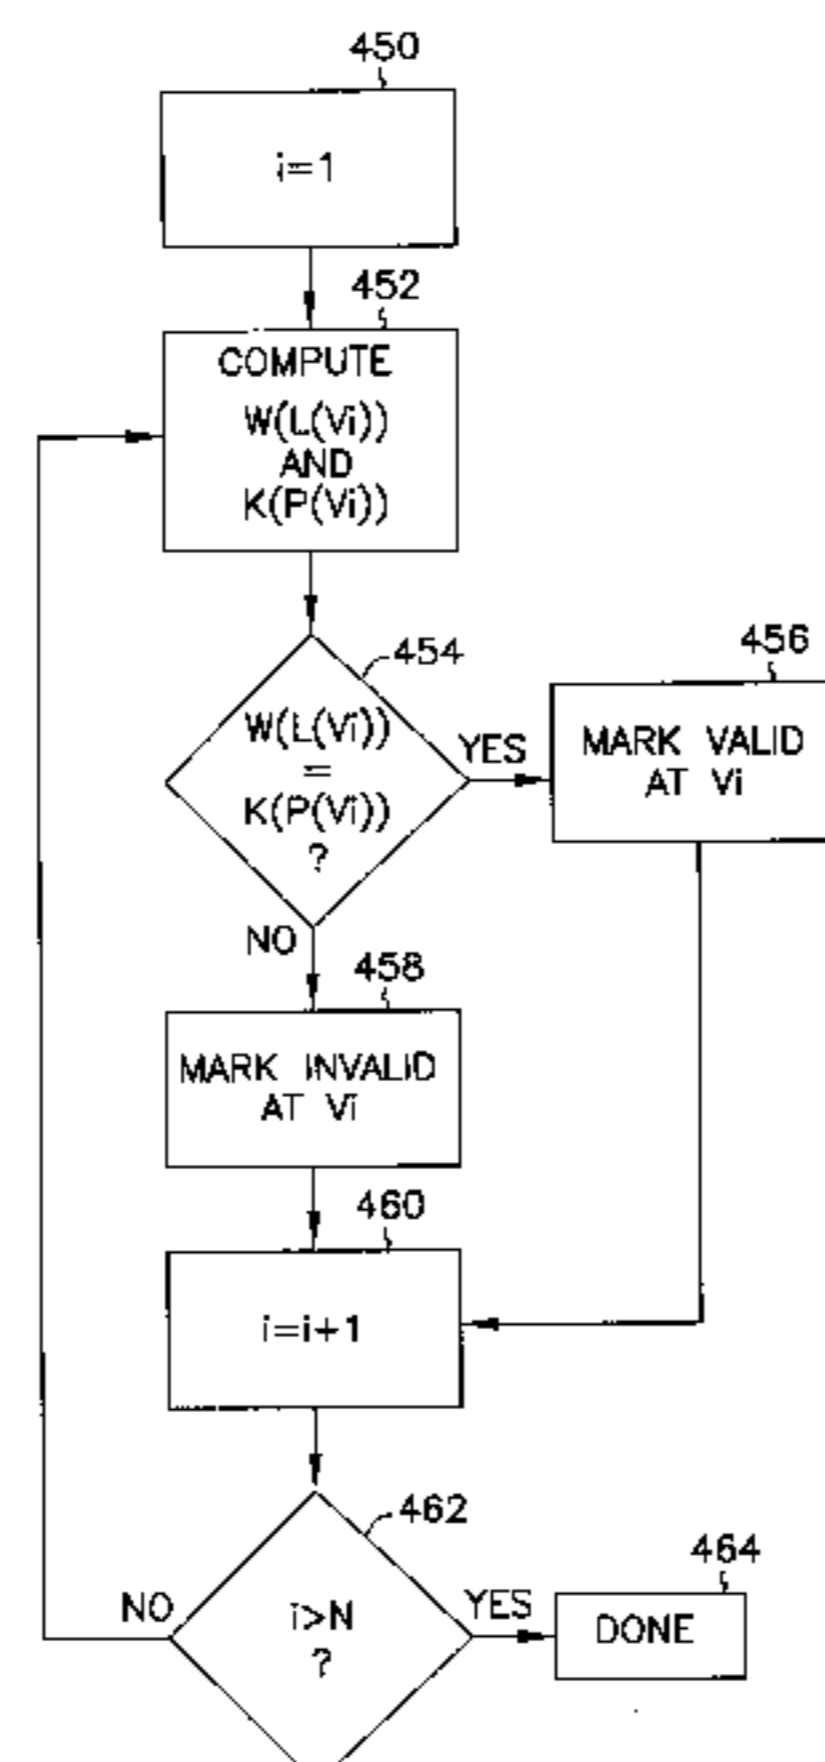 450
i=1
452
COMPUTE
W(L(Vi))
AND
K(P(Vi))
454
W(L(Vi))
=
K(P(Vi))
?
YES
456
MARK VALID
AT Vi
NO
458
MARK INVALID
AT Vi
460
i=i+1
462
i>N
?
NO
YES
464
DONE